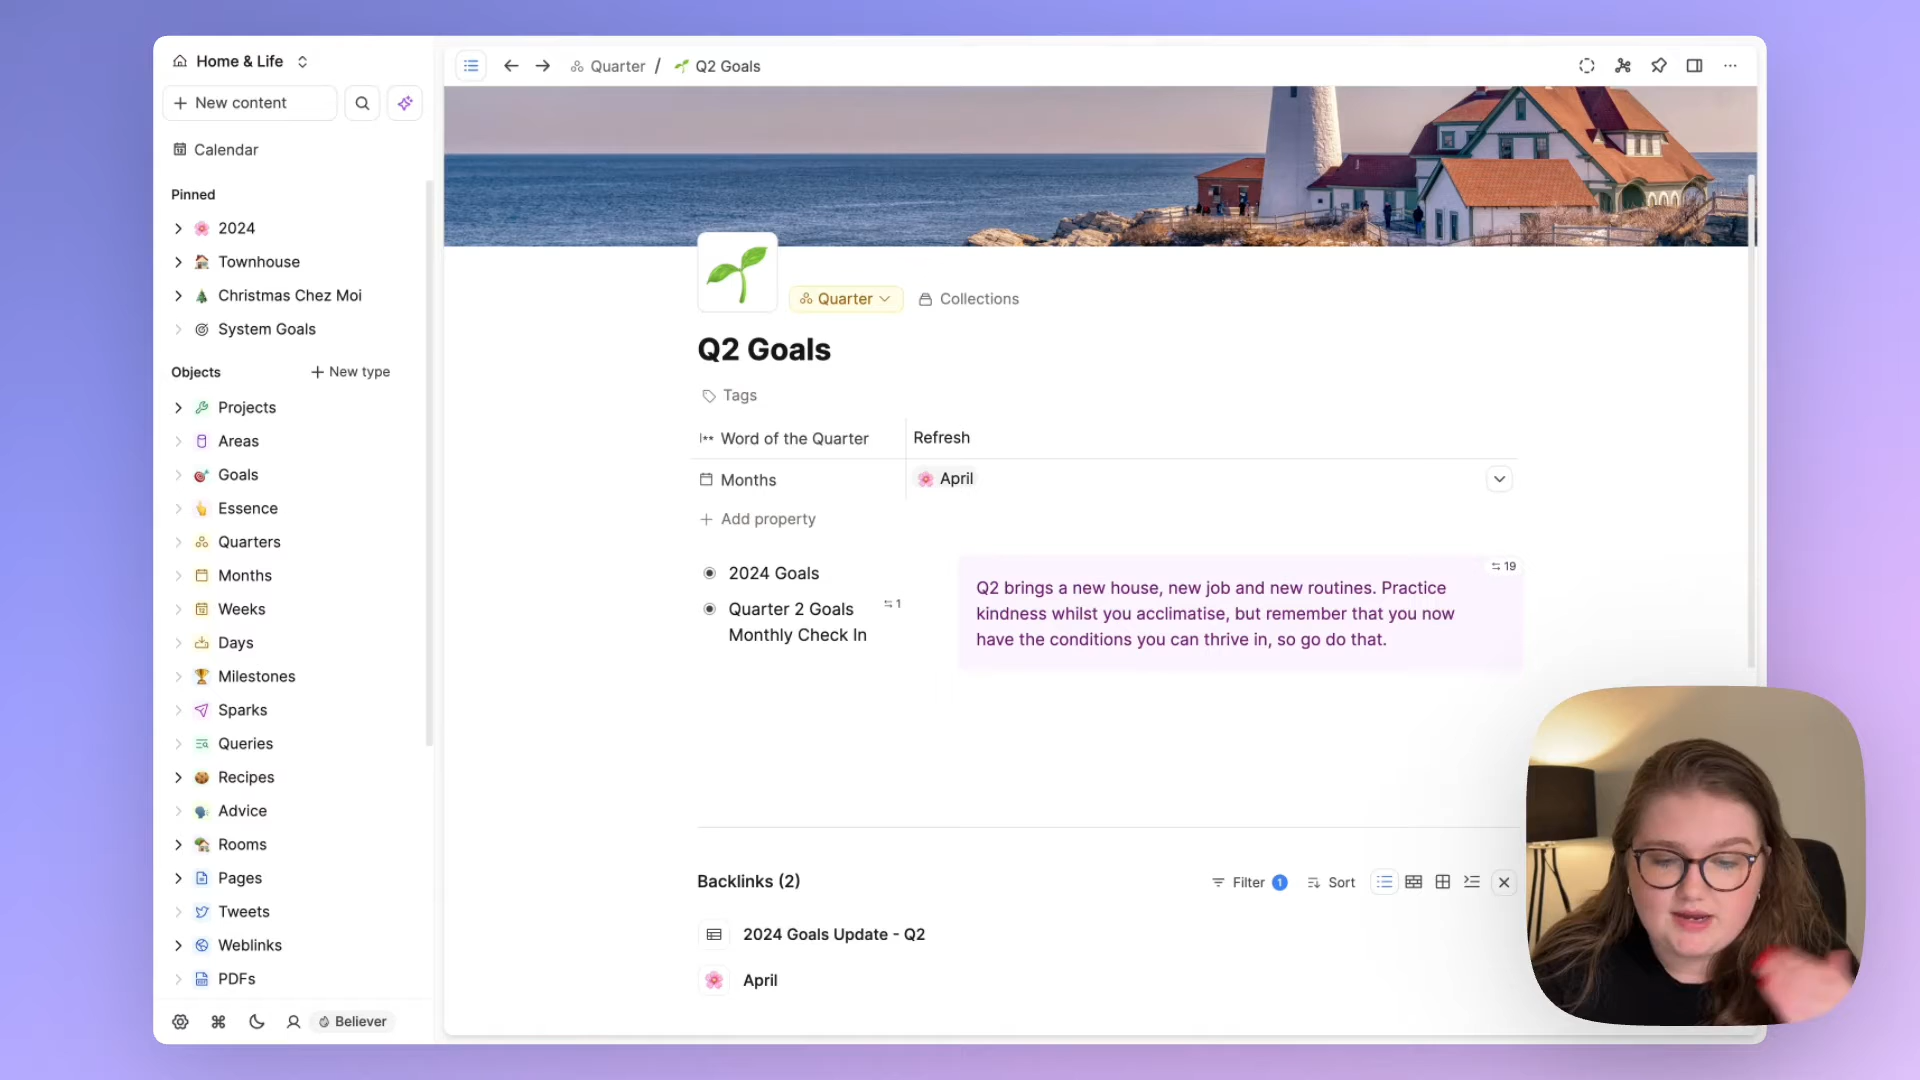 Home & Life
New content
Calendar
Pinned
2024
Townhouse
Christmas Chez Moi
System Goals
Objects
New type
Projects
Areas
Goals
Essence
Quarters
Months
Weeks
Days
Milestones
Sparks
Queries
Recipes
Advice
Rooms
Pages
Tweets
Weblinks
PDFs
Believer
Quarter / Q2 Goals
Quarter
Collections
Q2 Goals
Tags
Word of the Quarter
Refresh
Months
April
Add property
2024 Goals
Quarter 2 Goals
Monthly Check In
1
19
Q2 brings a new house, new job and new routines. Practice
kindness whilst you acclimatise, but remember that you now
have the conditions you can thrive in, so go do that.
Backlinks (2)
Filter 1
Sort
2024 Goals Update - Q2
April